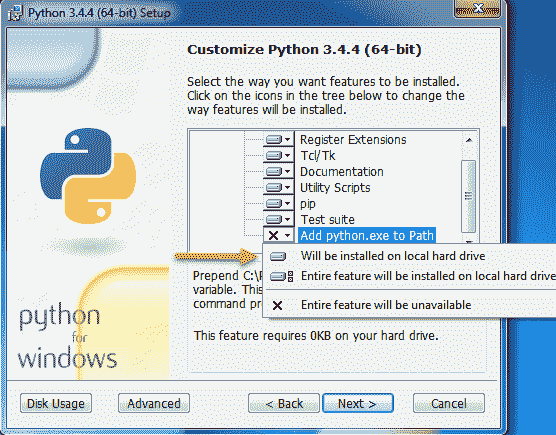 Python 3.4.4 (64-bit) Setup
Customize Python 3.4.4 (64-bit)
Select the way you want features to be installed.
Click on the icons in the tree below to change the
way features will be installed.
Register Extensions
Tcl/Tk
Documentation
Utility Scripts
pip
Test suite
Add python.exe to Path
Will be installed on local hard drive
Entire feature will be installed on local hard drive
Entire feature will be unavailable
Prepend C:\
variable. This
command pr
This feature requires 0KB on your hard drive.
python
for
windows
Disk Usage
Advanced
< Back
Next >
Cancel